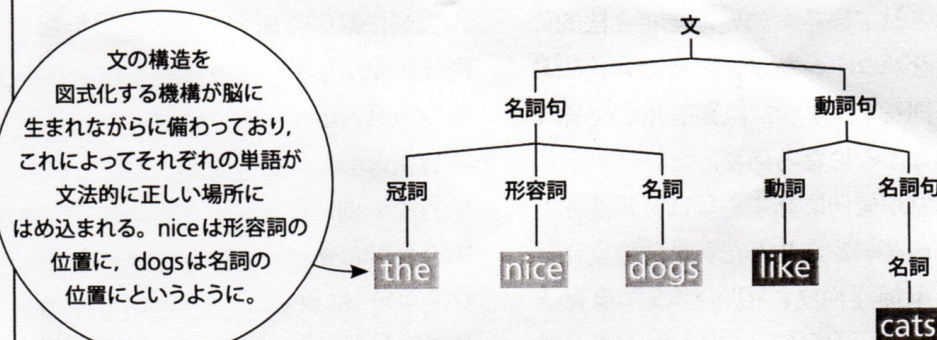 文の構造を
図式化する機構が脳に
生まれながらに備わっており，
これによってそれぞれの単語が
文法的に正しい場所に
はめ込まれる。niceは形容詞の
位置に，dogsは名詞の
位置にというように。
文
名詞句 動詞句
冠詞 形容詞 名詞 動詞 名詞句
the nice dogs like 名詞
cats